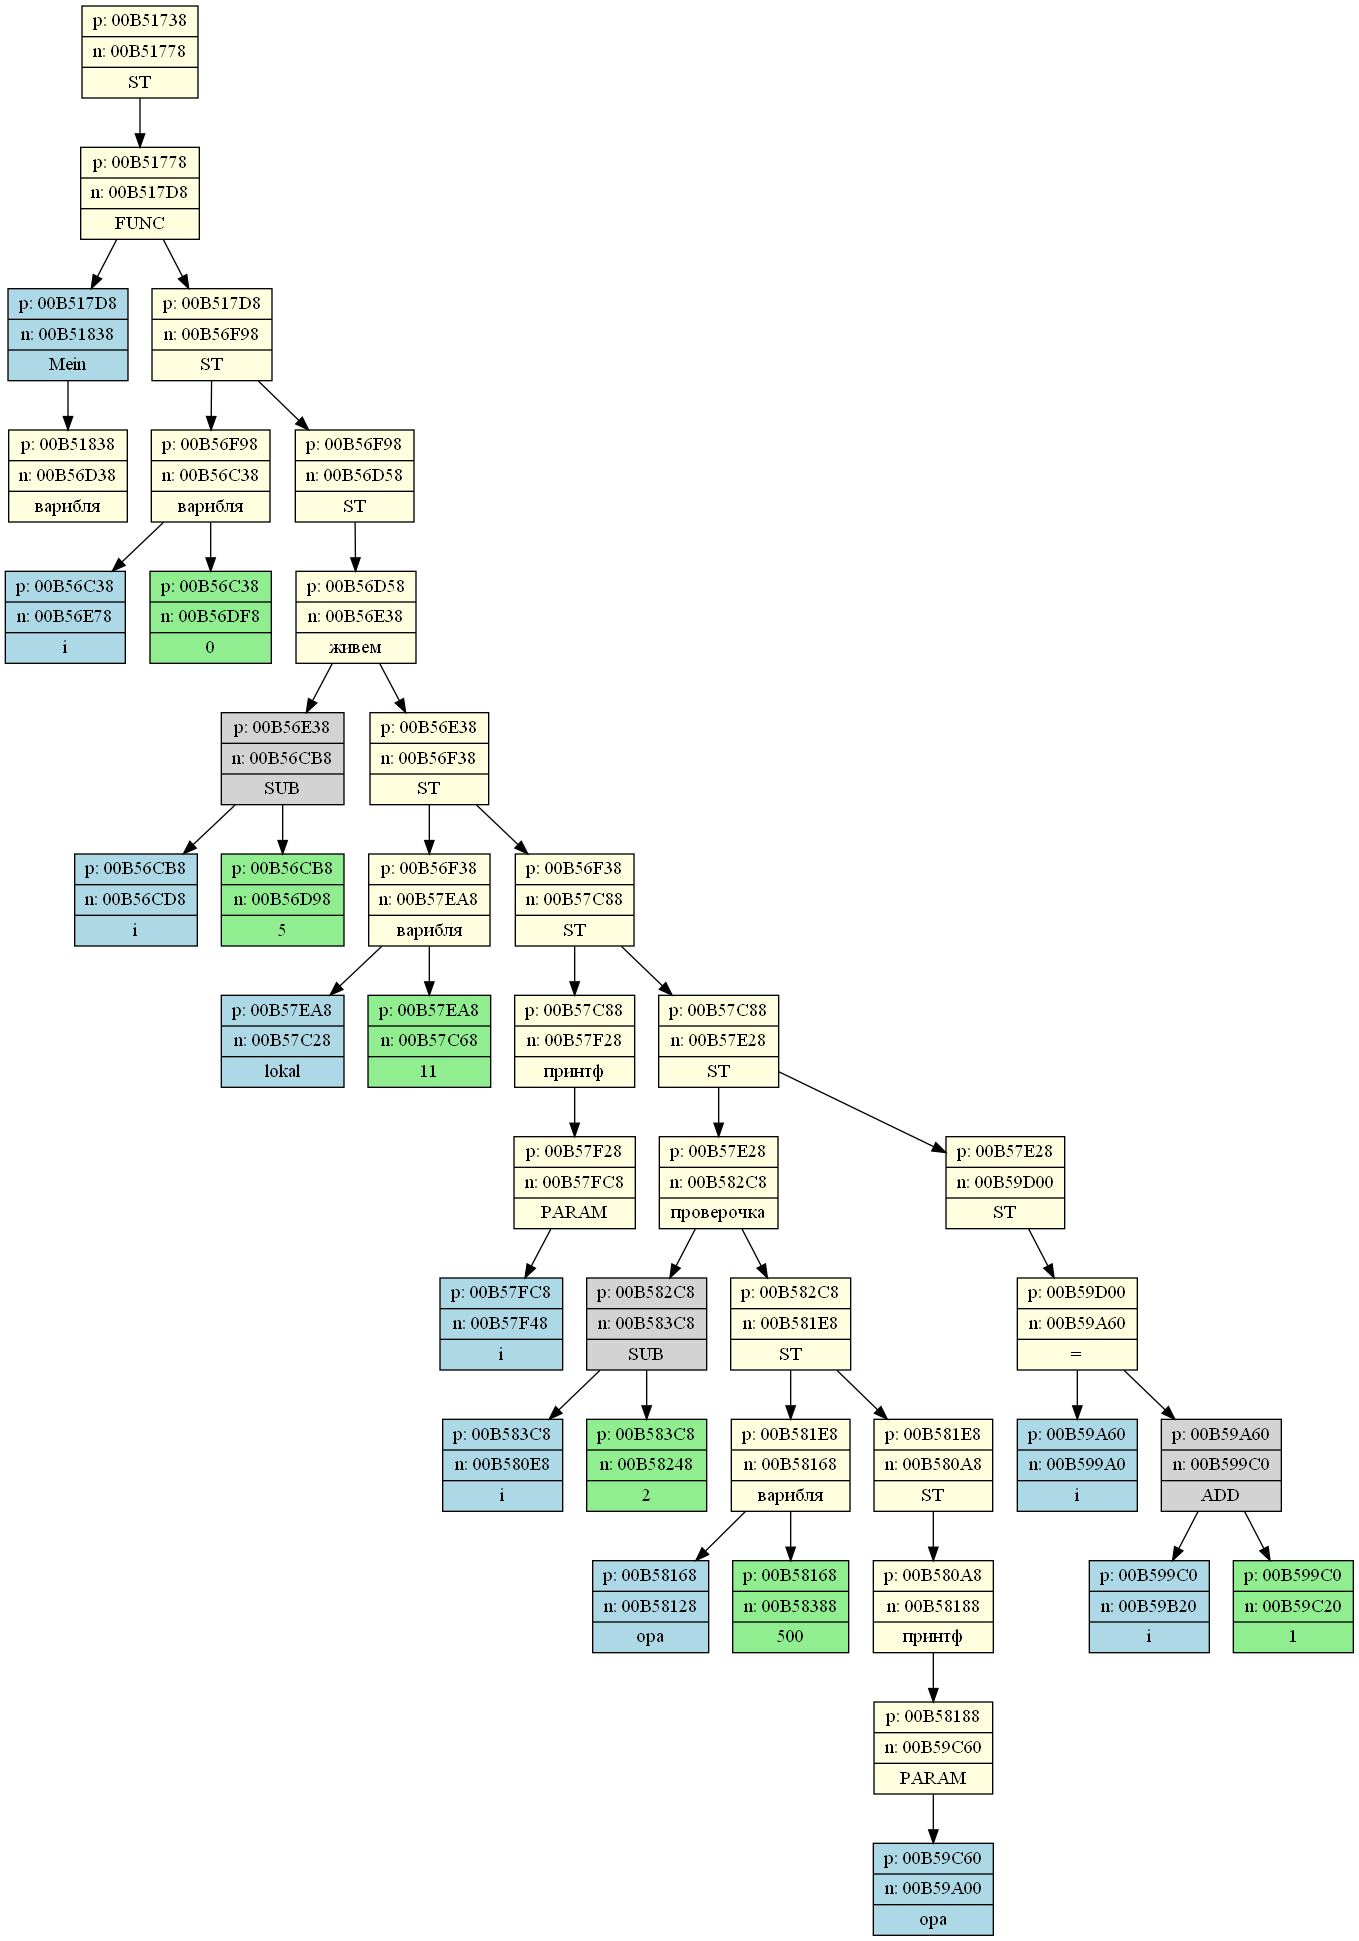 p: 00B51738
n: 00B51778
ST
p: 00B51778
n: 00B517D8
FUNC
p: 00B517D8
n: 00B51838
Mein
p: 00B517D8
n: 00B56F98
ST
p: 00B51838
n: 00B56D38
варибля
p: 00B56F98
n: 00B56C38
варибля
p: 00B56F98
n: 00B56D58
ST
p: 00B56C38
n: 00B56E78
i
p: 00B56C38
n: 00B56DF8
0
p: 00B56D58
n: 00B56E38
живем
p: 00B56E38
n: 00B56CB8
SUB
p: 00B56E38
n: 00B56F38
ST
p: 00B56CB8
n: 00B56CD8
i
p: 00B56CB8
n: 00B56D98
5
p: 00B56F38
n: 00B57EA8
варибля
p: 00B56F38
n: 00B57C88
ST
p: 00B57EA8
n: 00B57C28
lokal
p: 00B57EA8
n: 00B57C68
11
p: 00B57C88
n: 00B57F28
принтф
p: 00B57C88
n: 00B57E28
ST
p: 00B57F28
n: 00B57FC8
PARAM
p: 00B57E28
n: 00B582C8
проверочка
p: 00B57E28
n: 00B59D00
ST
p: 00B57FC8
n: 00B57F48
i
p: 00B582C8
n: 00B583C8
SUB
p: 00B582C8
n: 00B581E8
ST
p: 00B59D00
n: 00B59A60
=
p: 00B583C8
n: 00B580E8
i
p: 00B583C8
n: 00B58248
2
p: 00B581E8
n: 00B58168
варибля
p: 00B581E8
n: 00B580A8
ST
p: 00B59A60
n: 00B599A0
i
p: 00B59A60
n: 00B599C0
ADD
p: 00B58168
n: 00B58128
opa
p: 00B58168
n: 00B58388
500
p: 00B580A8
n: 00B58188
принтф
p: 00B599C0
n: 00B59B20
i
p: 00B599C0
n: 00B59C20
1
p: 00B58188
n: 00B59C60
PARAM
p: 00B59C60
n: 00B59A00
opa